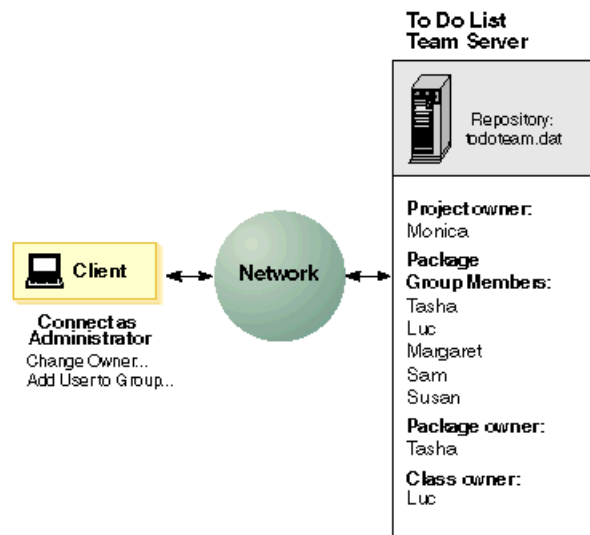 To Do List
Team Server
Repository:
todoteam.dat
Project owner:
Monica
Package
Group Members:
Tasha
Luc
Margaret
Sam
Susan
Package owner:
Tasha
Class owner:
Luc
Network
Client
Connect as
Administrator
Change Owner...
Add User to Group...